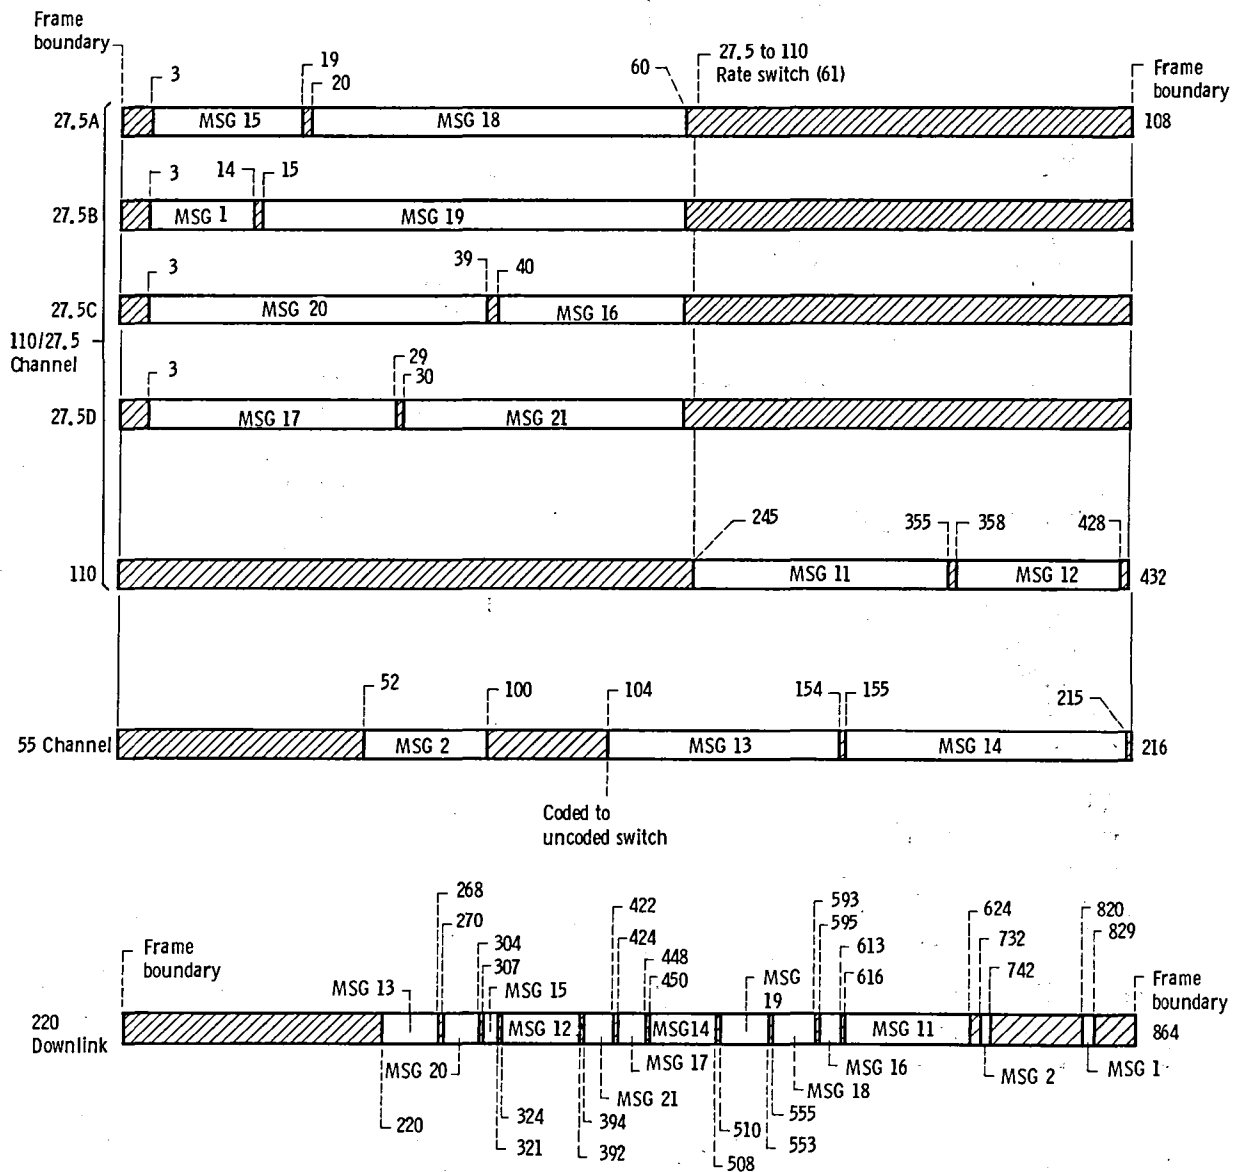 Frame
boundary
3
19
20
60
27.5 to 110
Rate switch (61)
Frame
boundary
27.5A
MSG 15
MSG 18
108
3
14
15
27.5B
MSG 1
MSG 19
3
39
40
27.5C
MSG 20
MSG 16
110/27.5
Channel
3
29
30
27.5D
MSG 17
MSG 21
245
355
358
428
110
MSG 11
MSG 12
432
52
100
104
154
155
215
55 Channel
MSG 2
MSG 13
MSG 14
216
Coded to
uncoded switch
Frame
boundary
268
270
304
307
422
424
448
450
593
595
613
616
624
732
742
820
829
Frame
boundary
MSG 13
MSG 15
MSG
19
220
Downlink
MSG 12
MSG14
MSG 11
864
MSG 20
MSG 21
MSG 17
MSG 18
MSG 16
MSG 2
MSG 1
220
324
321
394
392
510
508
555
553